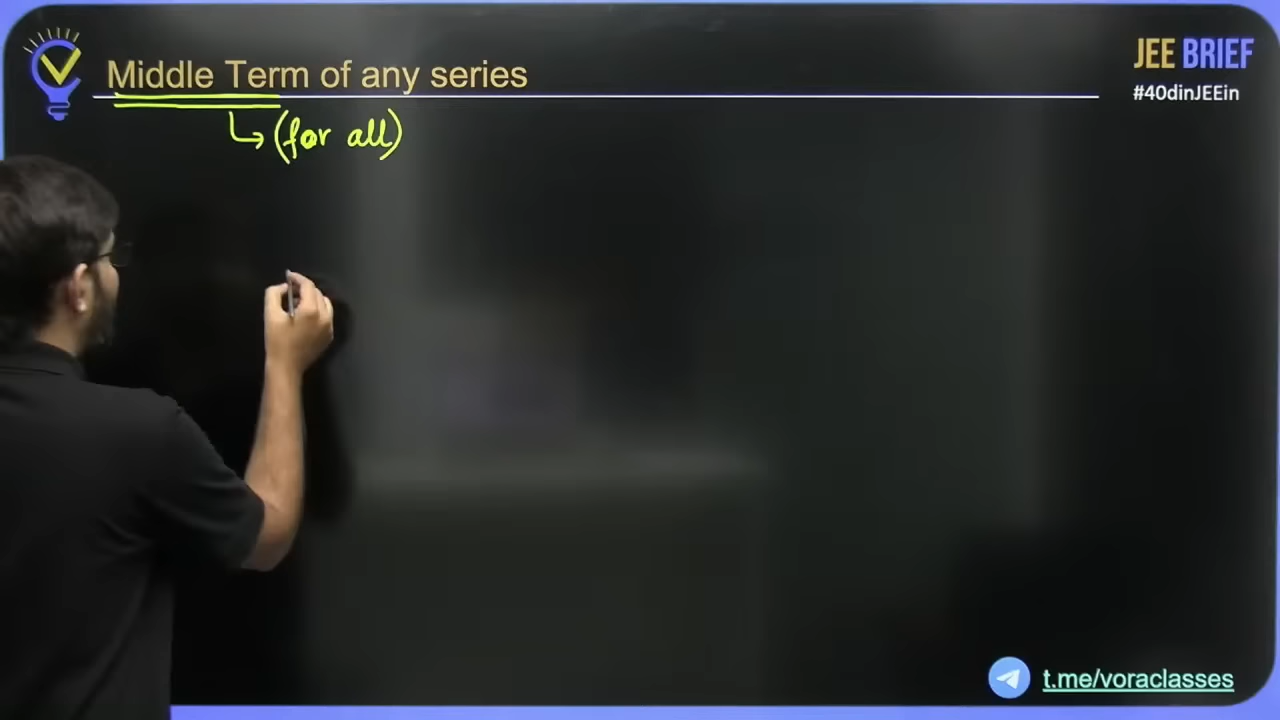 Middle Term of any series
JEE BRIEF
#40dinJEEin
(for all)
t.me/voraclasses